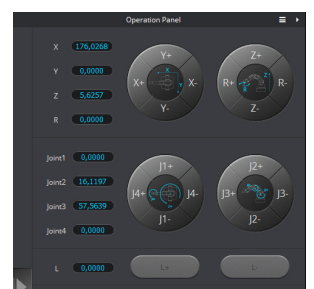 Operation Panel
X 176,0268
Y 0,0000
Z 5,6257
R 0,0000
Y+
X+ X-
Y-
Z+
R+ R-
Z-
Joint1 0,0000
Joint2 16,1197
Joint3 57,5639
Joint4 0,0000
J1+
J4+ J4-
J1-
J2+
J3+ J3-
J2-
L 0,0000
L+ L-